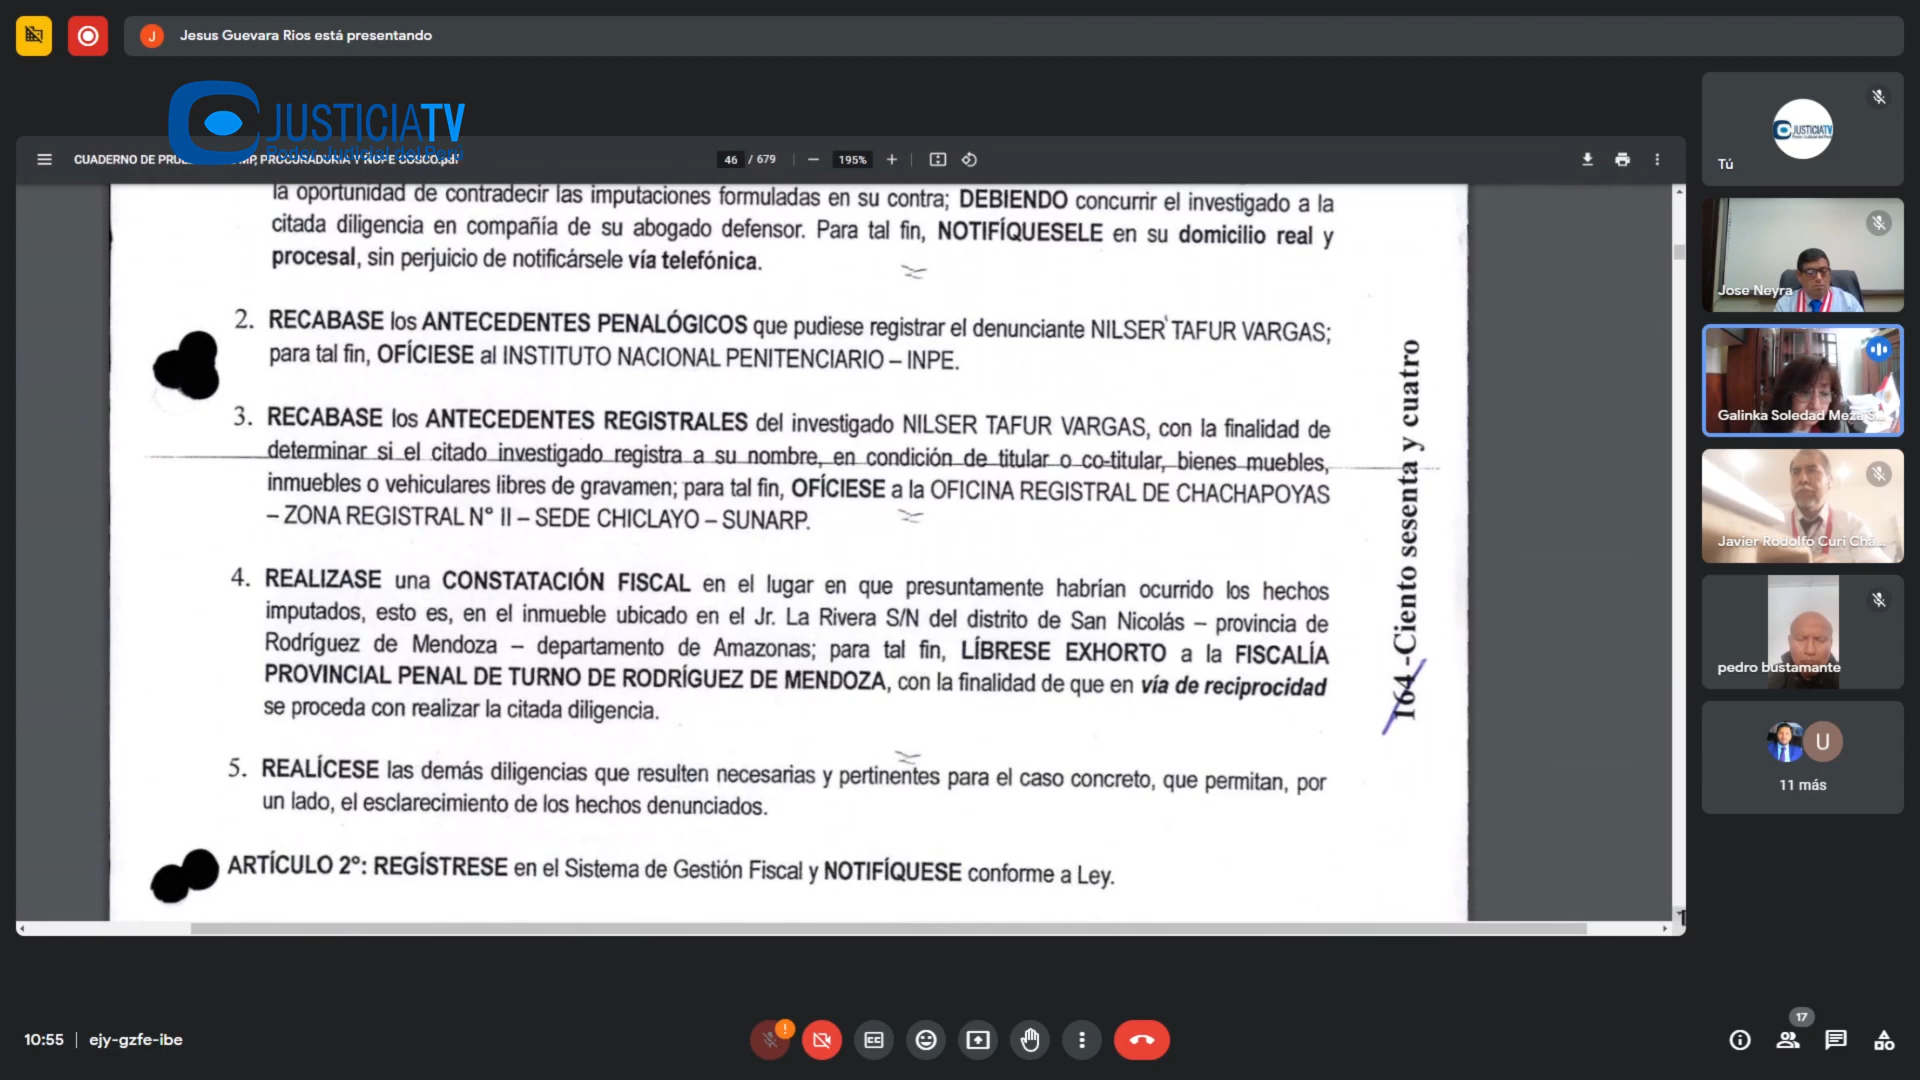 Jesus Guevara Rios está presentando
JUSTICIATV
Poder Judicial del Perú
CUADERNO DE
MP, PROCURADURIA Y ÑOPE COSCO.pdf
46 / 679
195%
la oportunidad de contradecir las imputaciones formuladas en su contra; DEBIENDO concurrir el investigado a la
citada diligencia en compañía de su abogado defensor. Para tal fin, NOTIFÍQUESELE en su domicilio real y
procesal, sin perjuicio de notificársele vía telefónica.
2. RECABASE los ANTECEDENTES PENALÓGICOS que pudiese registrar el denunciante NILSER TAFUR VARGAS;
para tal fin, OFÍCIESE al INSTITUTO NACIONAL PENITENCIARIO – INPE.
3. RECABASE los ANTECEDENTES REGISTRALES del investigado NILSER TAFUR VARGAS, con la finalidad de
determinar si el citado investigado registra a su nombre, en condición de titular o co-titular, bienes muebles,
inmuebles o vehiculares libres de gravamen; para tal fin, OFÍCIESE a la OFICINA REGISTRAL DE CHACHAPOYAS
– ZONA REGISTRAL N° II – SEDE CHICLAYO – SUNARP.
4. REALIZASE una CONSTATACIÓN FISCAL en el lugar en que presuntamente habrían ocurrido los hechos
imputados, esto es, en el inmueble ubicado en el Jr. La Rivera S/N del distrito de San Nicolás – provincia de
Rodríguez de Mendoza – departamento de Amazonas; para tal fin, LÍBRESE EXHORTO a la FISCALÍA
PROVINCIAL PENAL DE TURNO DE RODRÍGUEZ DE MENDOZA, con la finalidad de que en vía de reciprocidad
se proceda con realizar la citada diligencia.
5. REALÍCESE las demás diligencias que resulten necesarias y pertinentes para el caso concreto, que permitan, por
un lado, el esclarecimiento de los hechos denunciados.
ARTÍCULO 2º: REGÍSTRESE en el Sistema de Gestión Fiscal y NOTIFÍQUESE conforme a Ley.
164 -Ciento sesenta y cuatro
JUSTICIATV
Tú
Jose Neyra
Galinka Soledad Meza S...
Javier Rodolfo Curi Cha...
pedro bustamante
U
11 más
10:55 | ejy-gzfe-ibe
17